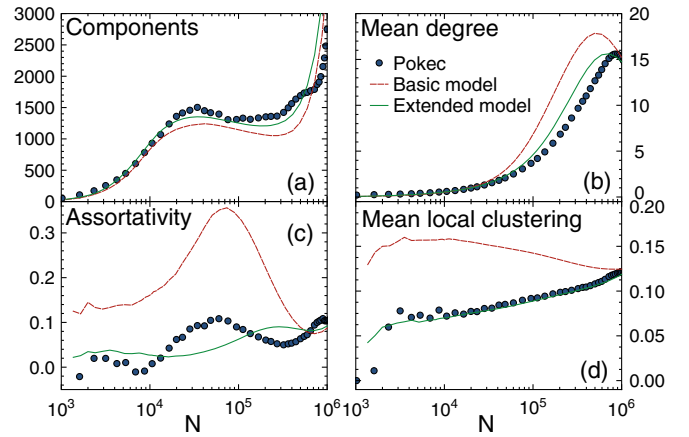 Components
3000
2500
2000
1500
1000
500
0
(a)
Mean degree
Pokec
Basic model
Extended model
20
15
10
5
0
(b)
Assortativity
(c)
0.3
0.2
0.1
0.0
10^3 10^4 10^5 10^6
N
Mean local clustering
0.20
0.15
0.10
0.05
0.00
(d)
10^3 10^4 10^5 10^6
N